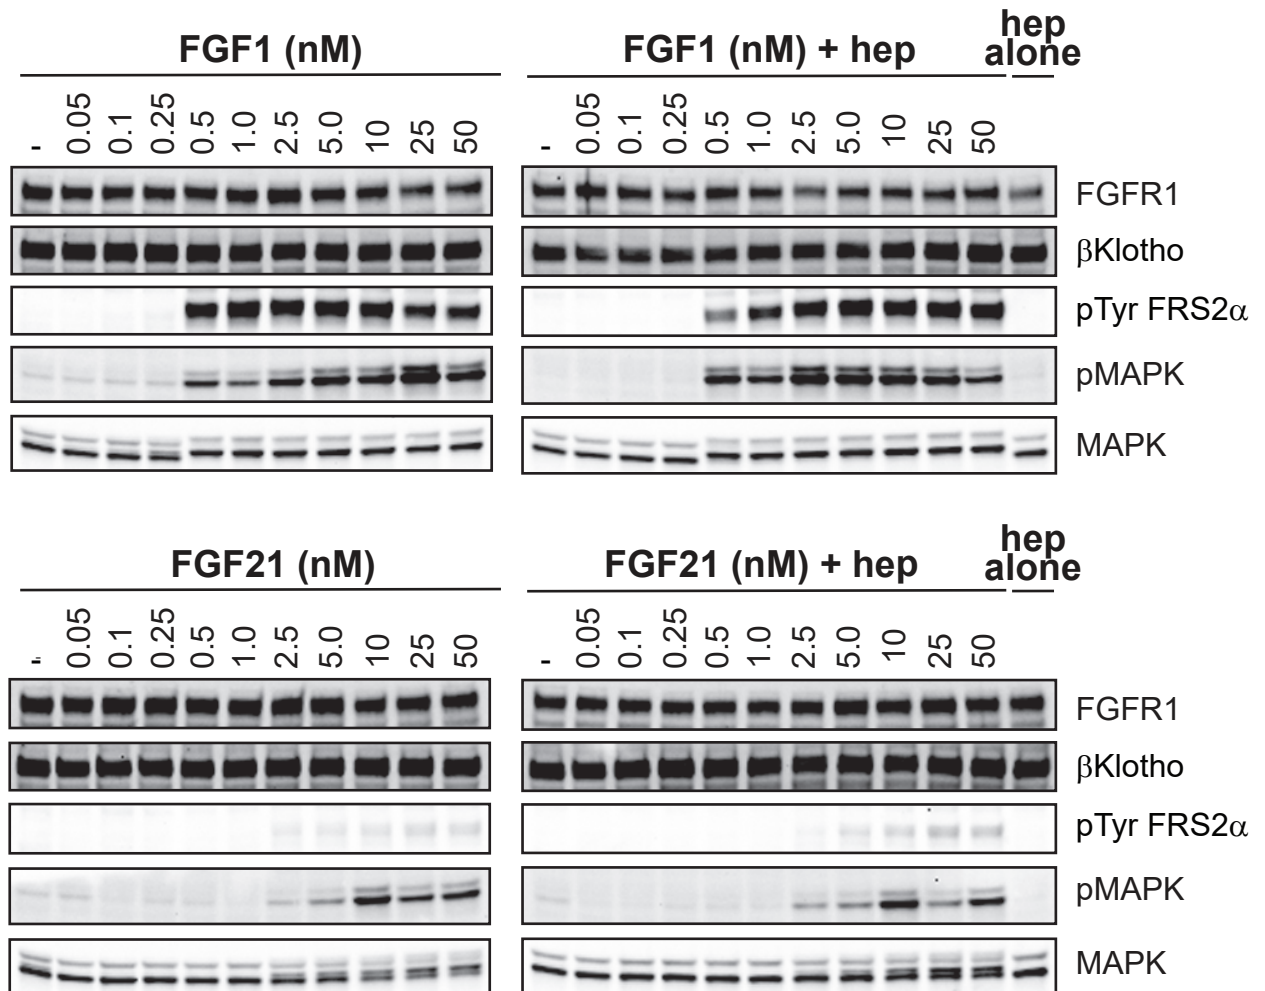 FGF1 (nM)
FGF1 (nM) + hep
hep
alone
- 0.05 0.1 0.25 0.5 1.0 2.5 5.0 10 25 50
- 0.05 0.1 0.25 0.5 1.0 2.5 5.0 10 25 50
FGFR1
βKlotho
pTyr FRS2α
pMAPK
MAPK
FGF21 (nM)
FGF21 (nM) + hep
hep
alone
- 0.05 0.1 0.25 0.5 1.0 2.5 5.0 10 25 50
- 0.05 0.1 0.25 0.5 1.0 2.5 5.0 10 25 50
FGFR1
βKlotho
pTyr FRS2α
pMAPK
MAPK